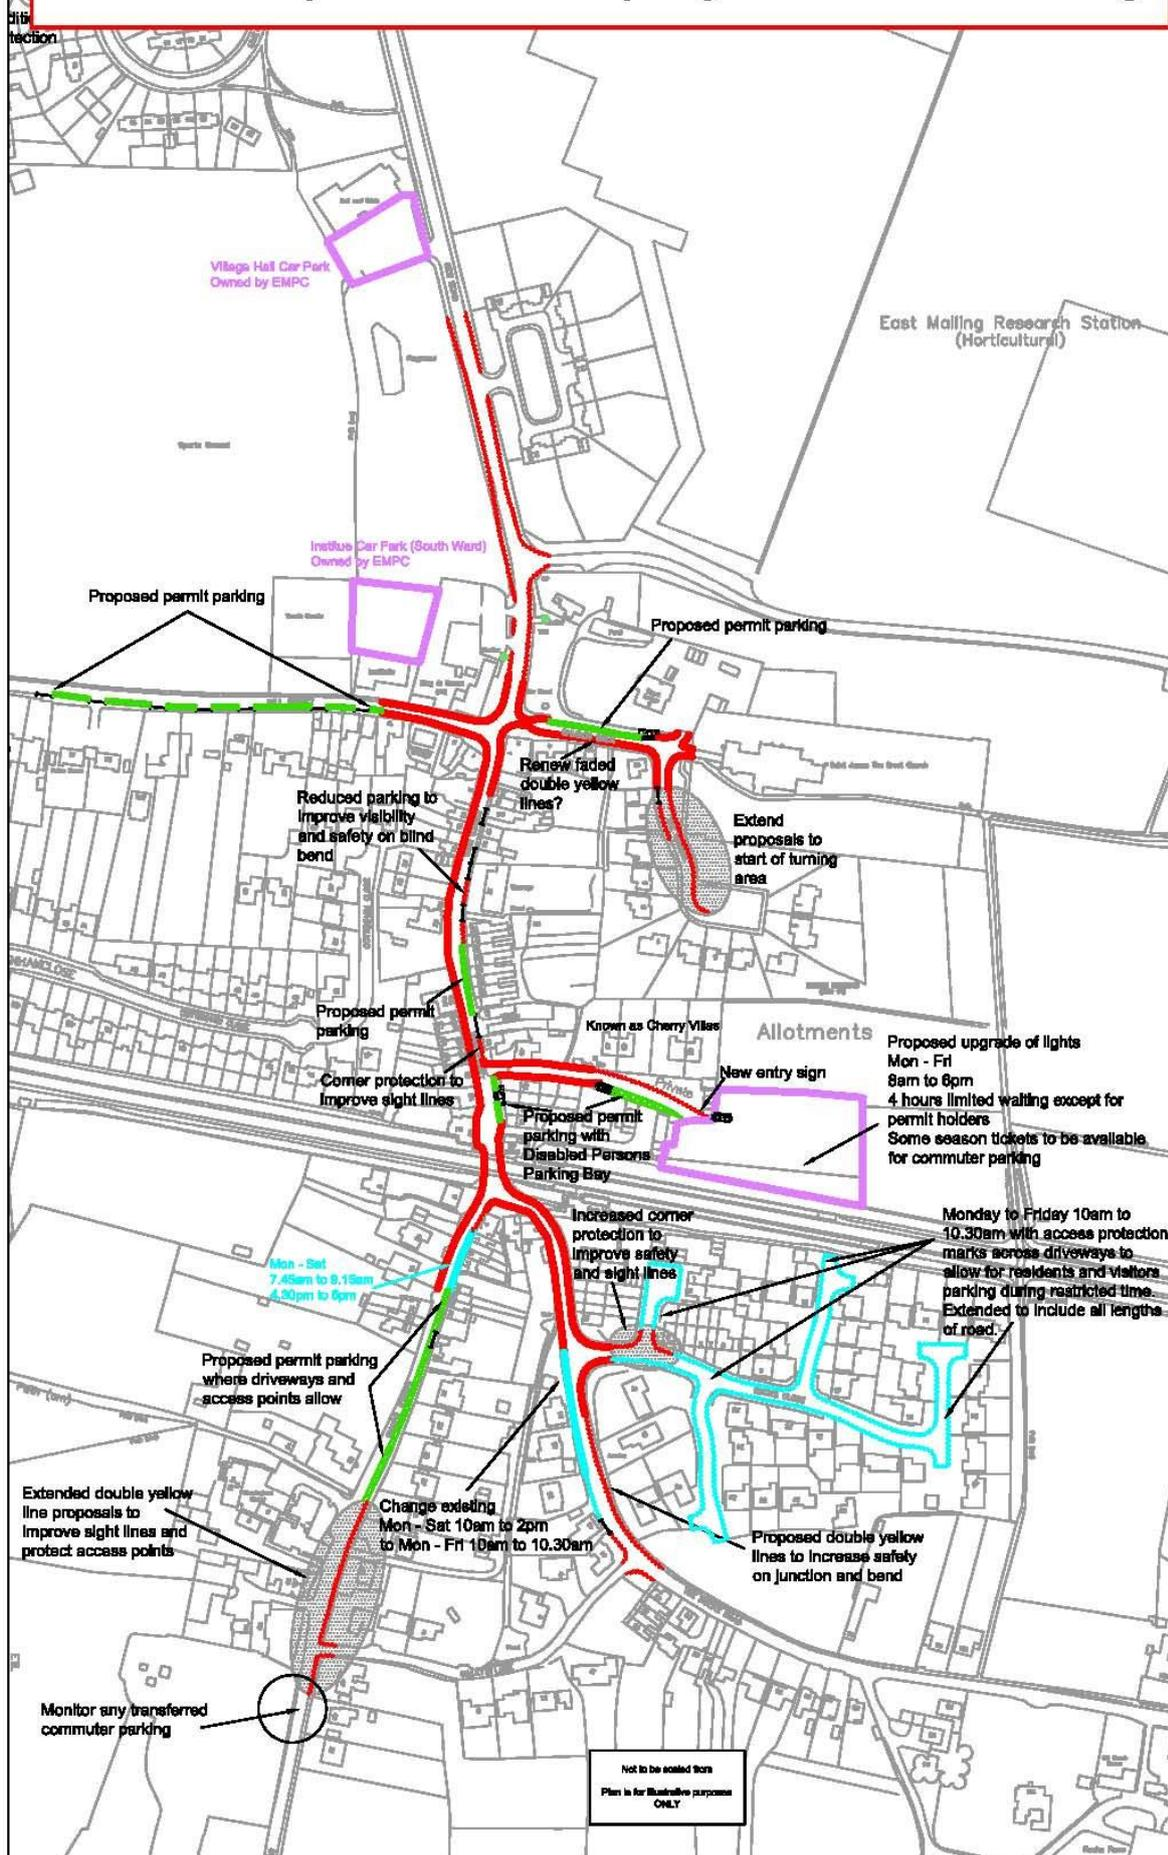 tection
Village Hall Car Park
Owned by EMPC
East Malling Research Station
(Horticultural)
Sports Ground
Institue Car Park (South Ward)
Owned by EMPC
Proposed permit parking
Proposed permit parking
Renew faded
double yellow
lines?
Reduced parking to
improve visibility
and safety on blind
bend
Extend
proposals to
start of turning
area
Proposed permit
parking
Known as Cherry Villas
Allotments
Corner protection to
improve sight lines
Private
New entry sign
Proposed upgrade of lights
Mon - Fri
8am to 6pm
4 hours limited waiting except for
permit holders
Some season tickets to be available
for commuter parking
Proposed permit
parking with
Disabled Persons
Parking Bay
Increased corner
protection to
improve safety
and sight lines
Monday to Friday 10am to
10.30am with access protection
marks across driveways to
allow for residents and visitors
parking during restricted time.
Extended to include all lengths
of road.
Mon - Sat
7.45am to 9.15am
4.30pm to 6pm
Proposed permit parking
where driveways and
access points allow
Path (um)
Extended double yellow
line proposals to
improve sight lines and
protect access points
Change existing
Mon - Sat 10am to 2pm
to Mon - Fri 10am to 10.30am
Proposed double yellow
lines to increase safety
on junction and bend
Monitor any transferred
commuter parking
Not to be scaled from
Plan is for illustrative purposes
ONLY